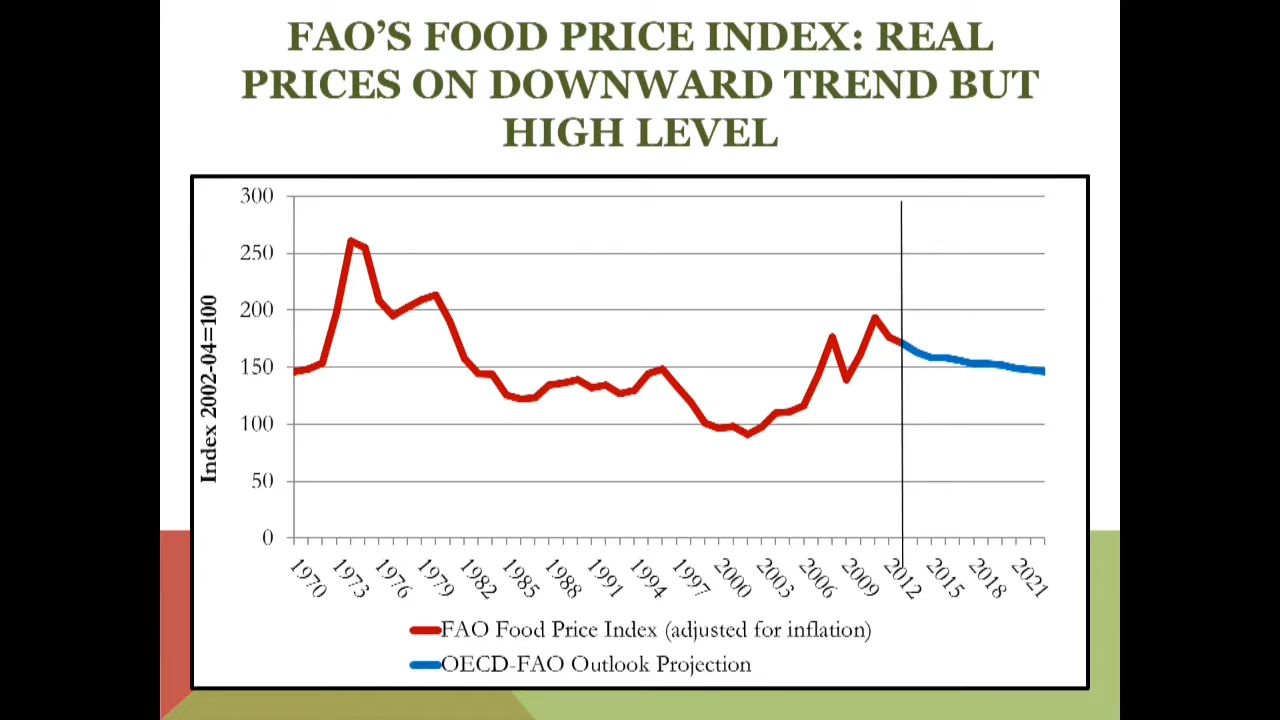 FAO'S FOOD PRICE INDEX: REAL
PRICES ON DOWNWARD TREND BUT
HIGH LEVEL
300
250
200
150
100
50
0
Index 2002-04=100
1970 1973 1976 1979 1982 1985 1988 1991 1994 1997 2000 2003 2006 2009 2012 2015 2018 2021
FAO Food Price Index (adjusted for inflation)
OECD-FAO Outlook Projection